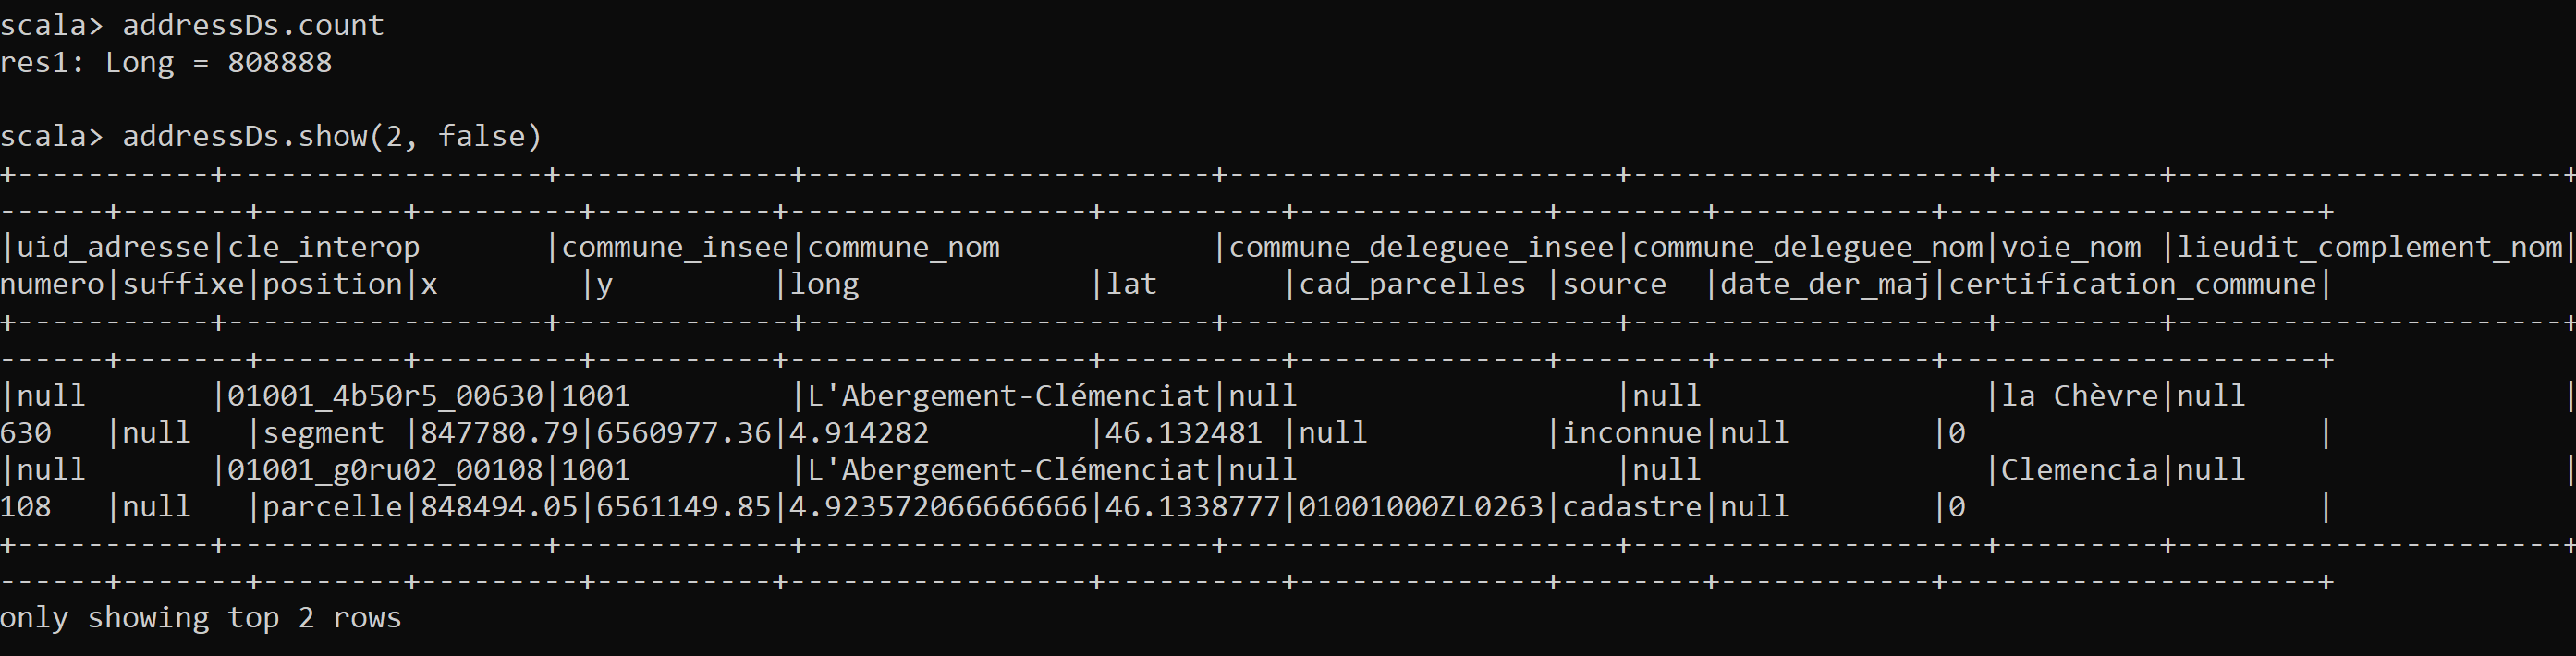 scala> addressDs.count
res1: Long = 808888
scala> addressDs.show(2, false)
+-----------+-----------------+-------------+-----------------------+----------------------+--------------------+---------+----------------------+
------+-------+--------+---------+----------+-----------------+----------+--------------+--------+------------+---------------------+
|uid_adresse|cle_interop      |commune_insee|commune_nom            |commune_deleguee_insee|commune_deleguee_nom|voie_nom |lieudit_complement_nom|
numero|suffixe|position|x        |y         |long             |lat       |cad_parcelles |source  |date_der_maj|certification_commune|
+-----------+-----------------+-------------+-----------------------+----------------------+--------------------+---------+----------------------+
------+-------+--------+---------+----------+-----------------+----------+--------------+--------+------------+---------------------+
|null       |01001_4b50r5_00630|1001         |L'Abergement-Clémenciat|null                  |null                |la Chèvre|null                  |
630   |null   |segment |847780.79|6560977.36|4.914282         |46.132481 |null          |inconnue|null        |0                    |
|null       |01001_g0ru02_00108|1001         |L'Abergement-Clémenciat|null                  |null                |Clemencia|null                  |
108   |null   |parcelle|848494.05|6561149.85|4.923572066666666|46.1338777|01001000ZL0263|cadastre|null        |0                    |
+-----------+-----------------+-------------+-----------------------+----------------------+--------------------+---------+----------------------+
------+-------+--------+---------+----------+-----------------+----------+--------------+--------+------------+---------------------+
only showing top 2 rows